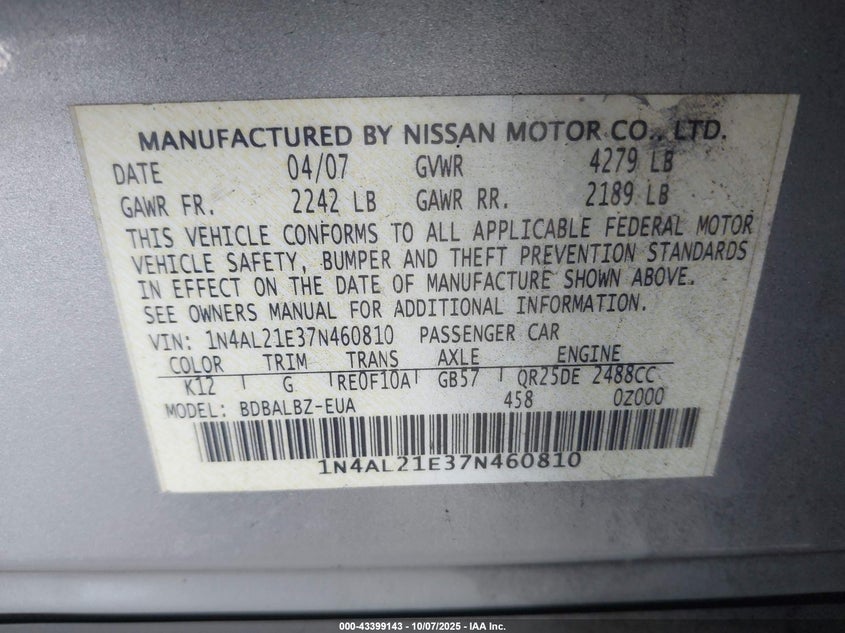 MANUFACTURED BY NISSAN MOTOR CO., LTD.
DATE 04/07 GVWR 4279 LB
GAWR FR. 2242 LB GAWR RR. 2189 LB
THIS VEHICLE CONFORMS TO ALL APPLICABLE FEDERAL MOTOR
VEHICLE SAFETY, BUMPER AND THEFT PREVENTION STANDARDS
IN EFFECT ON THE DATE OF MANUFACTURE SHOWN ABOVE.
SEE OWNERS MANUAL FOR ADDITIONAL INFORMATION.
VIN: 1N4AL21E37N460810 PASSENGER CAR
COLOR TRIM TRANS AXLE ENGINE
K12 G RE0F10A GB57 QR25DE 2488CC
MODEL: BDBALBZ-EUA 458 0Z000
1N4AL21E37N460810
000-43399143 - 10/07/2025 - IAA Inc.